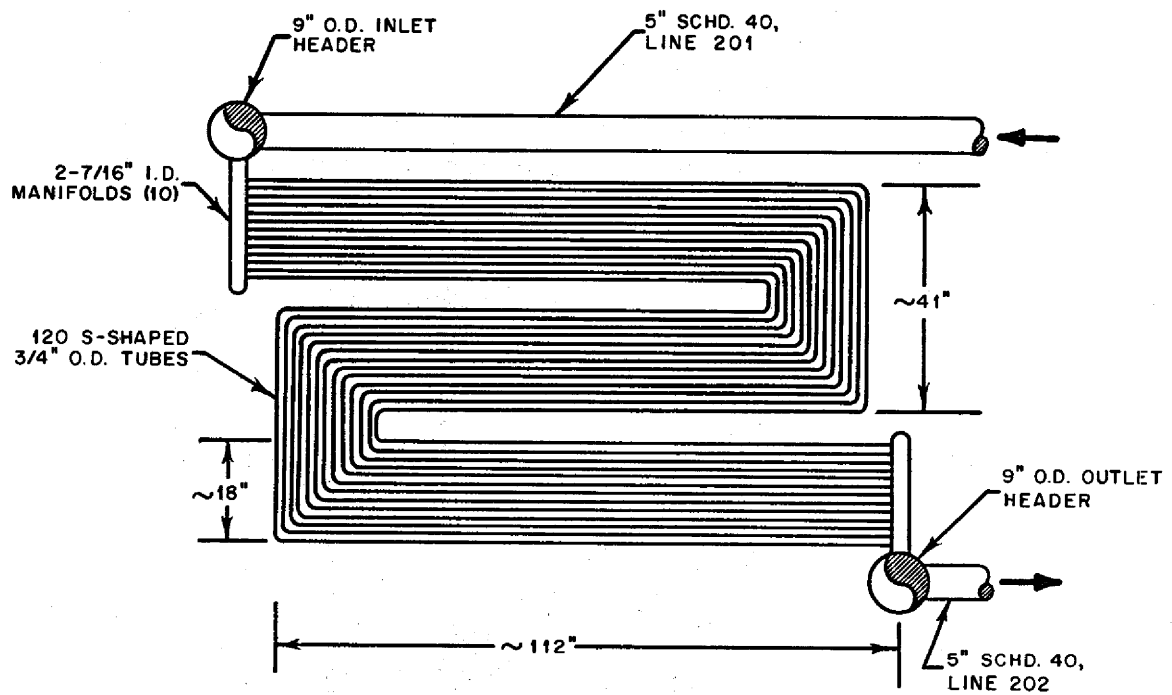 9" O.D. INLET
HEADER
5" SCHD. 40,
LINE 201
2-7/16" I.D.
MANIFOLDS (10)
~41"
120 S-SHAPED
3/4" O.D. TUBES
~18"
9" O.D. OUTLET
HEADER
~112"
5" SCHD. 40,
LINE 202